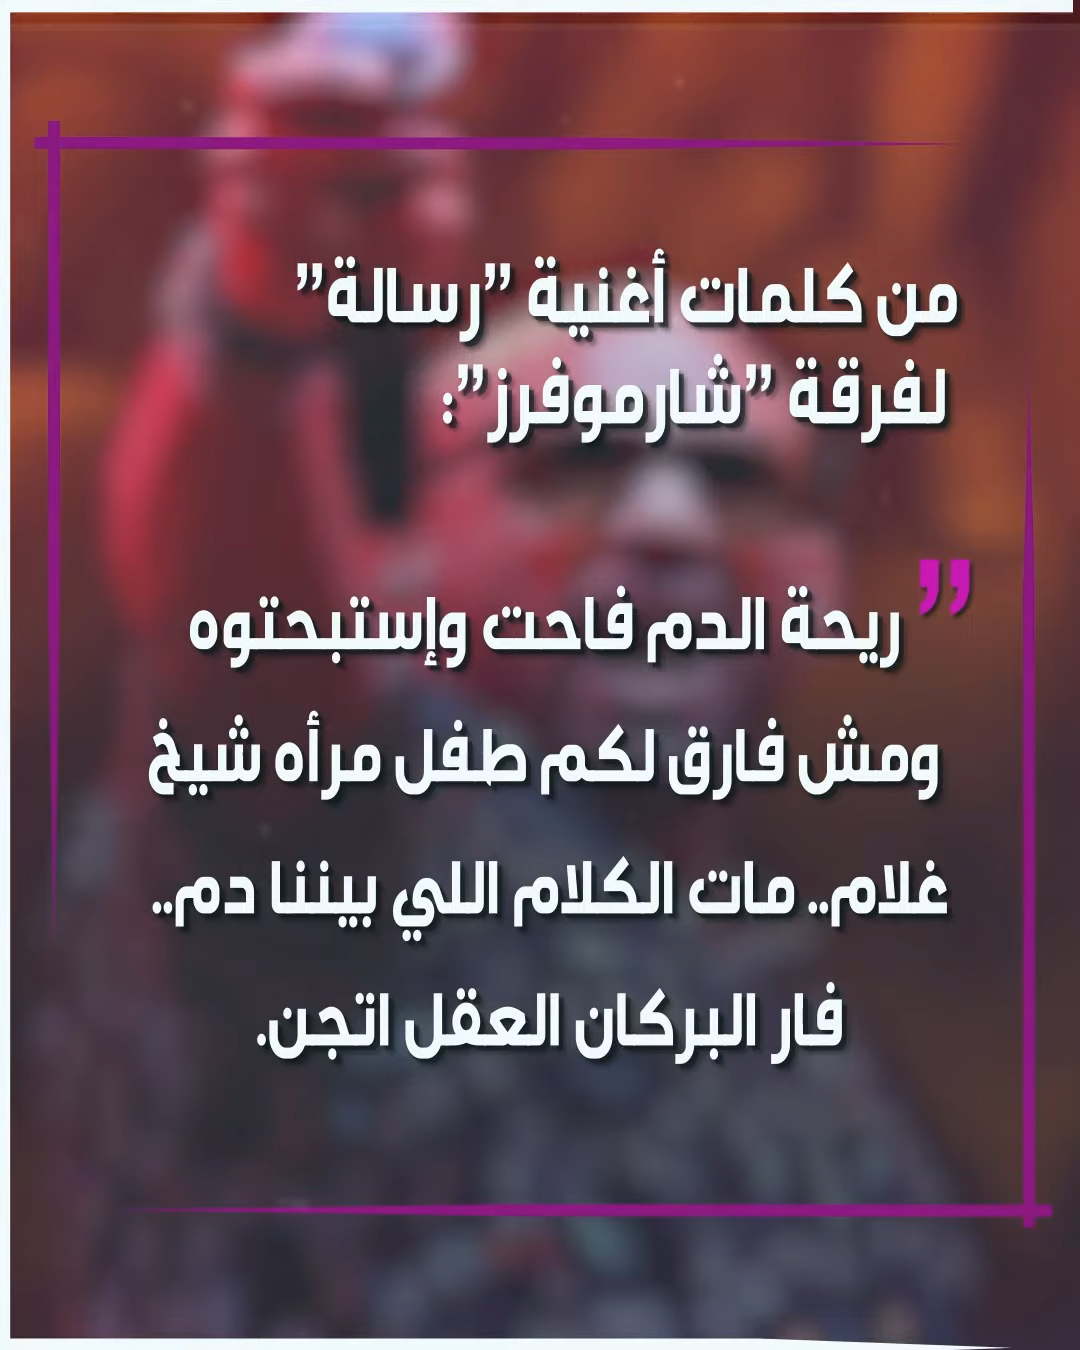 من كلمات أغنية "رسالة"
لفرقة "شارموفرز":
"ريحة الدم فاحت وإستبحتوه
ومش فارق لكم طفل مرأه شيخ
غلام.. مات الكلام اللي بيننا دم..
فار البركان العقل اتجن.